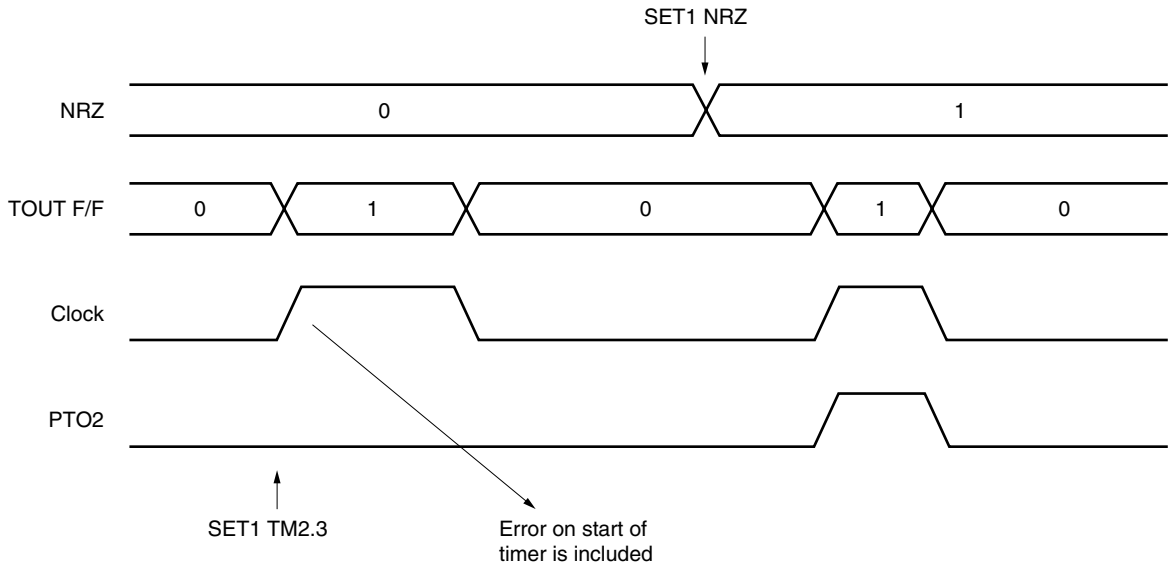 SET1 NRZ
NRZ
0
1
TOUT F/F
0
1
0
1
0
Clock
PTO2
SET1 TM2.3
Error on start of
timer is included